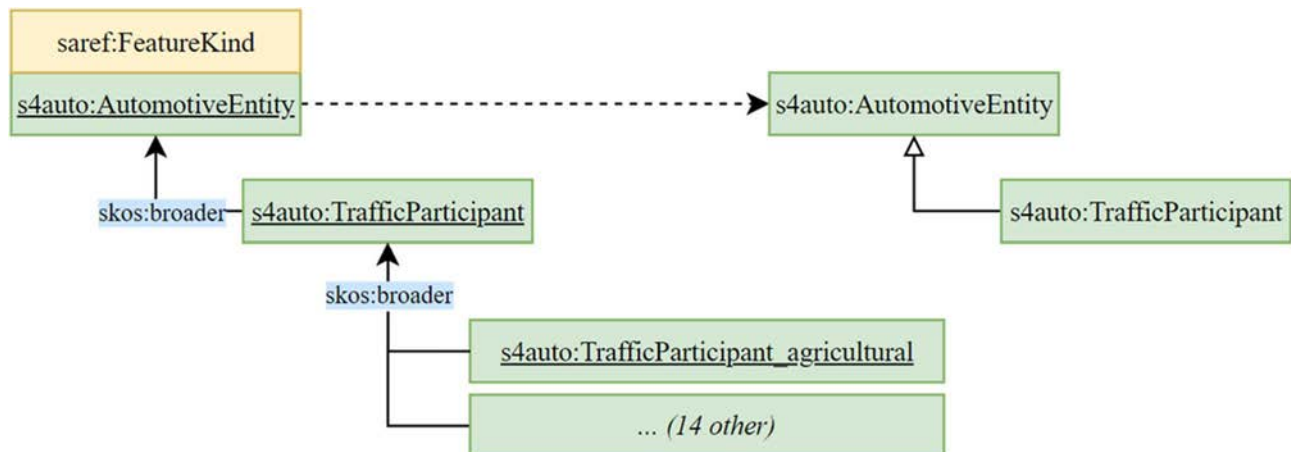 saref:FeatureKind
s4auto:AutomotiveEntity
s4auto:AutomotiveEntity
skos:broader
s4auto:TrafficParticipant
s4auto:TrafficParticipant
skos:broader
s4auto:TrafficParticipant_agricultural
... (14 other)